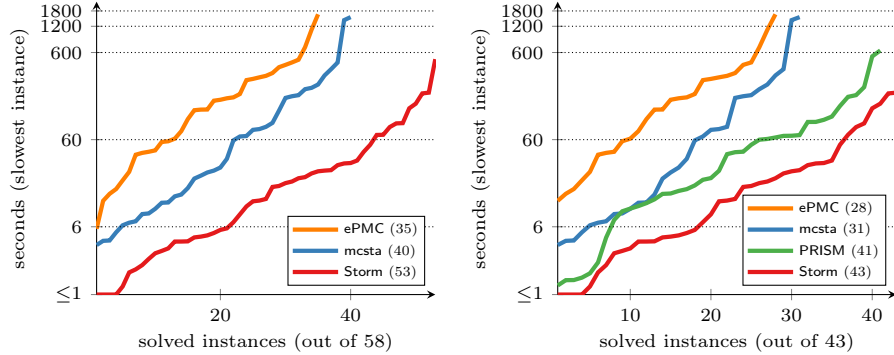 1800
1200
600
60
6
≤1
seconds (slowest instance)
20
40
solved instances (out of 58)
ePMC (35)
mcsta (40)
Storm (53)
1800
1200
600
60
6
≤1
seconds (slowest instance)
10
20
30
40
solved instances (out of 43)
ePMC (28)
mcsta (31)
PRISM (41)
Storm (43)